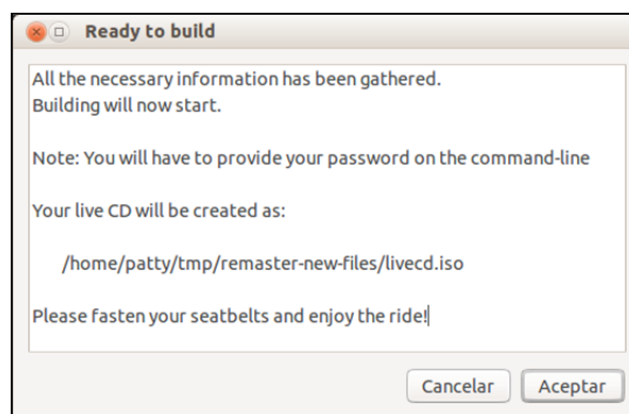 Ready to build
All the necessary information has been gathered.
Building will now start.
Note: You will have to provide your password on the command-line
Your live CD will be created as:
/home/patty/tmp/remaster-new-files/livecd.iso
Please fasten your seatbelts and enjoy the ride!
Cancelar
Aceptar